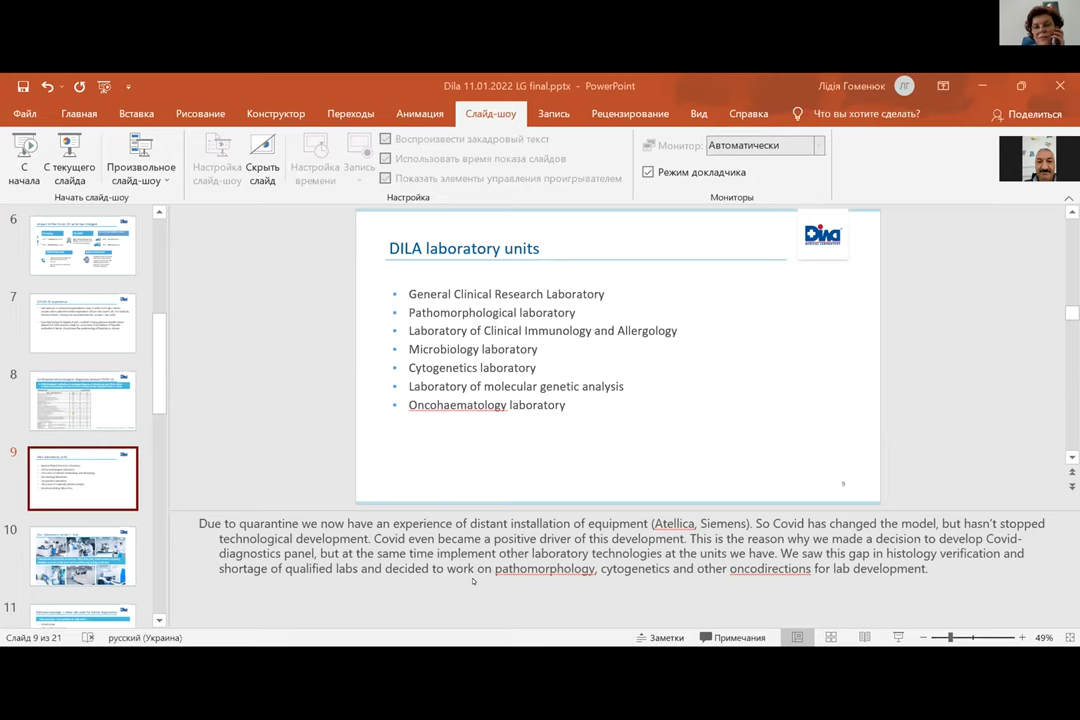 Dila 11.01.2022 LG final.pptx - PowerPoint
Лідія Гоменюк
ЛГ
Файл Главная Вставка Рисование Конструктор Переходы Анимация Слайд-шоу Запись Рецензирование Вид Справка Что вы хотите сделать? Поделиться
С начала
С текущего слайда
Произвольное слайд-шоу
Начать слайд-шоу
Настройка слайд-шоу
Скрыть слайд
Настройка времени
Запись
Воспроизвести закадровый текст
Использовать время показа слайдов
Показать элементы управления проигрывателем
Настройка
Монитор: Автоматически
Режим докладчика
Мониторы
6
7
8
9
10
11
DILA laboratory units
Dila
General Clinical Research Laboratory
Pathomorphological laboratory
Laboratory of Clinical Immunology and Allergology
Microbiology laboratory
Cytogenetics laboratory
Laboratory of molecular genetic analysis
Oncohaematology laboratory
9
Due to quarantine we now have an experience of distant installation of equipment (Atellica, Siemens). So Covid has changed the model, but hasn't stopped
technological development. Covid even became a positive driver of this development. This is the reason why we made a decision to develop Covid-
diagnostics panel, but at the same time implement other laboratory technologies at the units we have. We saw this gap in histology verification and
shortage of qualified labs and decided to work on pathomorphology, cytogenetics and other oncodirections for lab development.
Слайд 9 из 21 русский (Украина) Заметки Примечания 49%